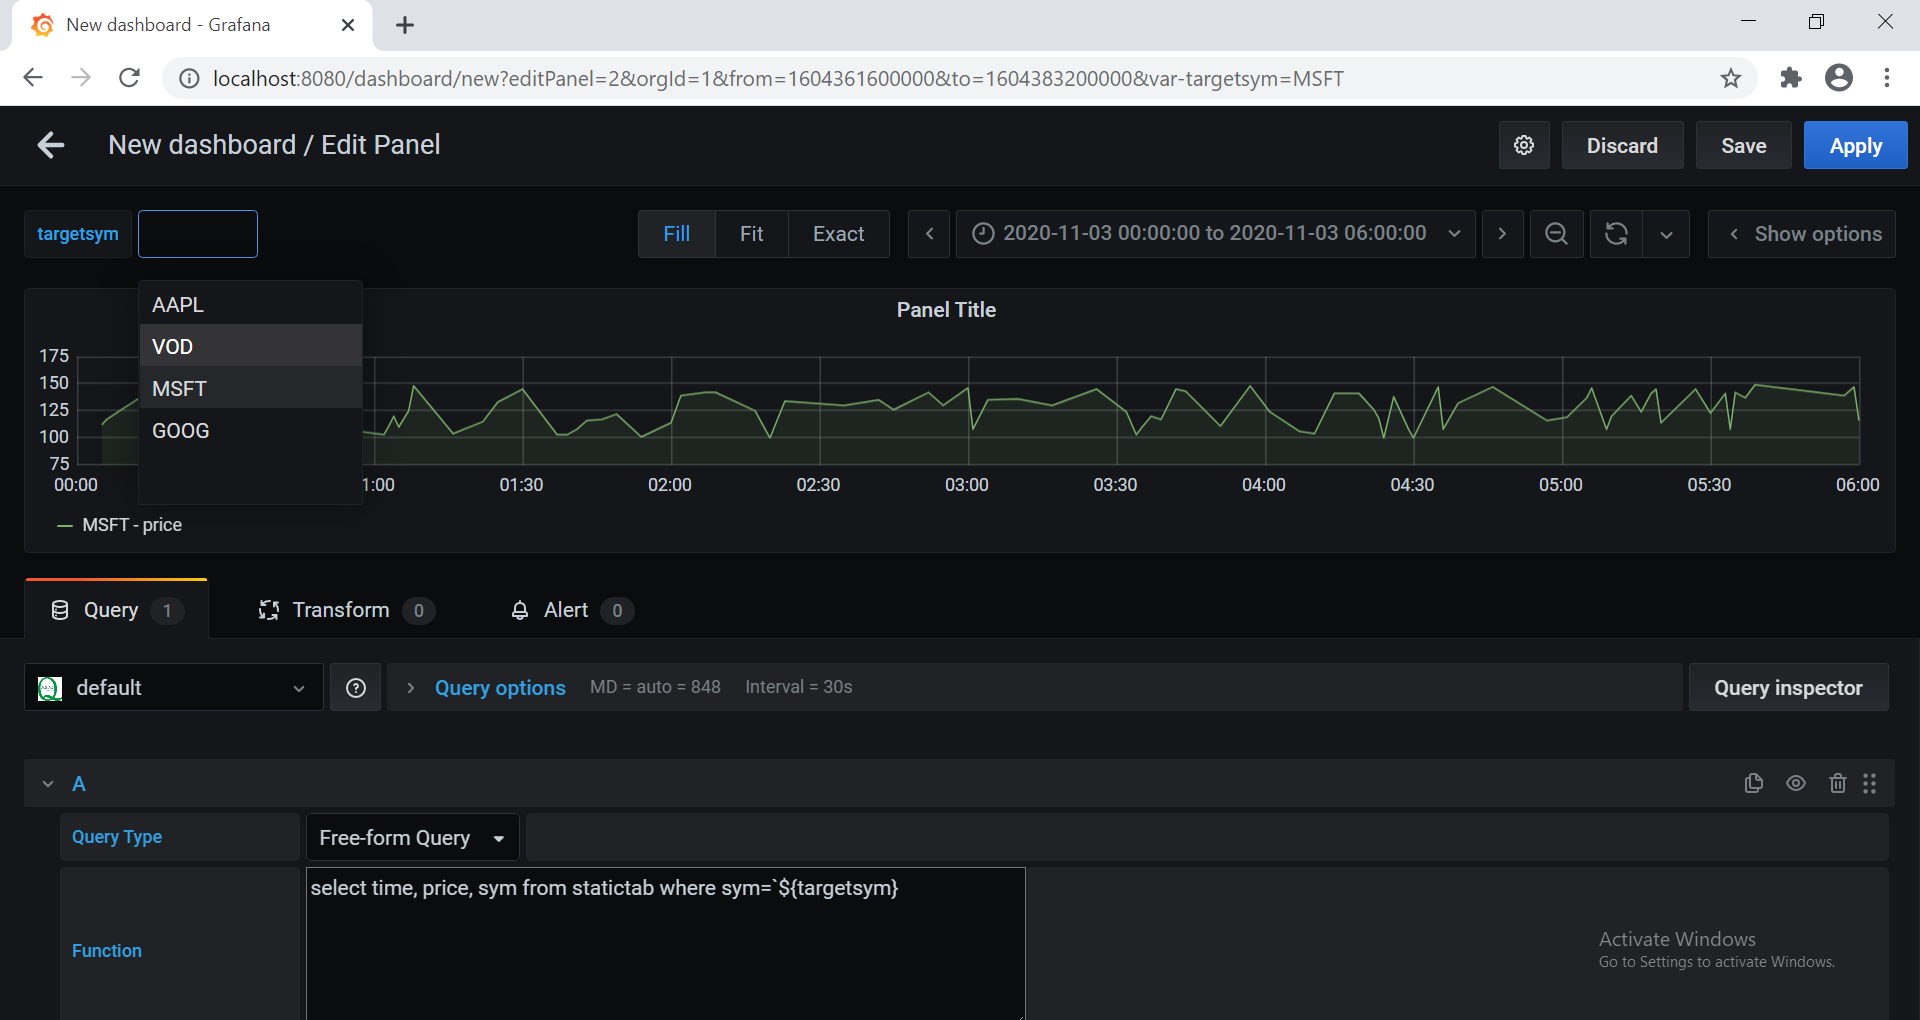 New dashboard - Grafana
localhost:8080/dashboard/new?editPanel=2&orgId=1&from=1604361600000&to=1604383200000&var-targetsym=MSFT
New dashboard / Edit Panel
Discard
Save
Apply
targetsym
Fill
Fit
Exact
2020-11-03 00:00:00 to 2020-11-03 06:00:00
Show options
AAPL
VOD
MSFT
GOOG
Panel Title
175
150
125
100
75
00:00
1:00
01:30
02:00
02:30
03:00
03:30
04:00
04:30
05:00
05:30
06:00
MSFT - price
Query 1
Transform 0
Alert 0
default
Query options
MD = auto = 848
Interval = 30s
Query inspector
A
Query Type
Free-form Query
Function
select time, price, sym from statictab where sym=`${targetsym}
Activate Windows
Go to Settings to activate Windows.